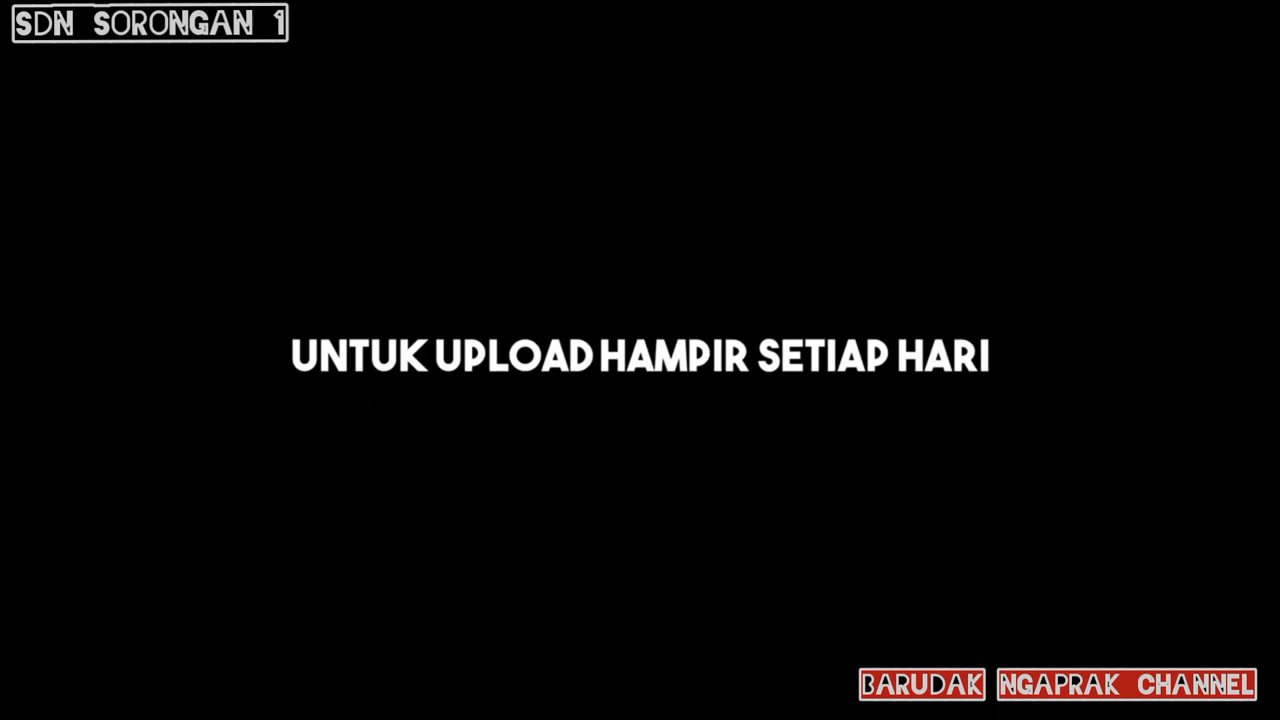 SDN SORONGAN 1
UNTUK UPLOAD HAMPIR SETIAP HARI
BARUDAK NGAPRAK CHANNEL